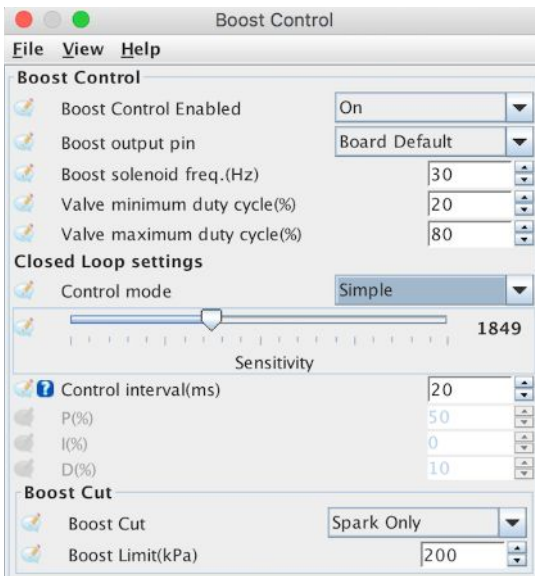 Boost Control
File View Help
Boost Control
Boost Control Enabled On
Boost output pin Board Default
Boost solenoid freq.(Hz) 30
Valve minimum duty cycle(%) 20
Valve maximum duty cycle(%) 80
Closed Loop settings
Control mode Simple
1849
Sensitivity
? Control interval(ms) 20
P(%) 50
I(%) 0
D(%) 10
Boost Cut
Boost Cut Spark Only
Boost Limit(kPa) 200